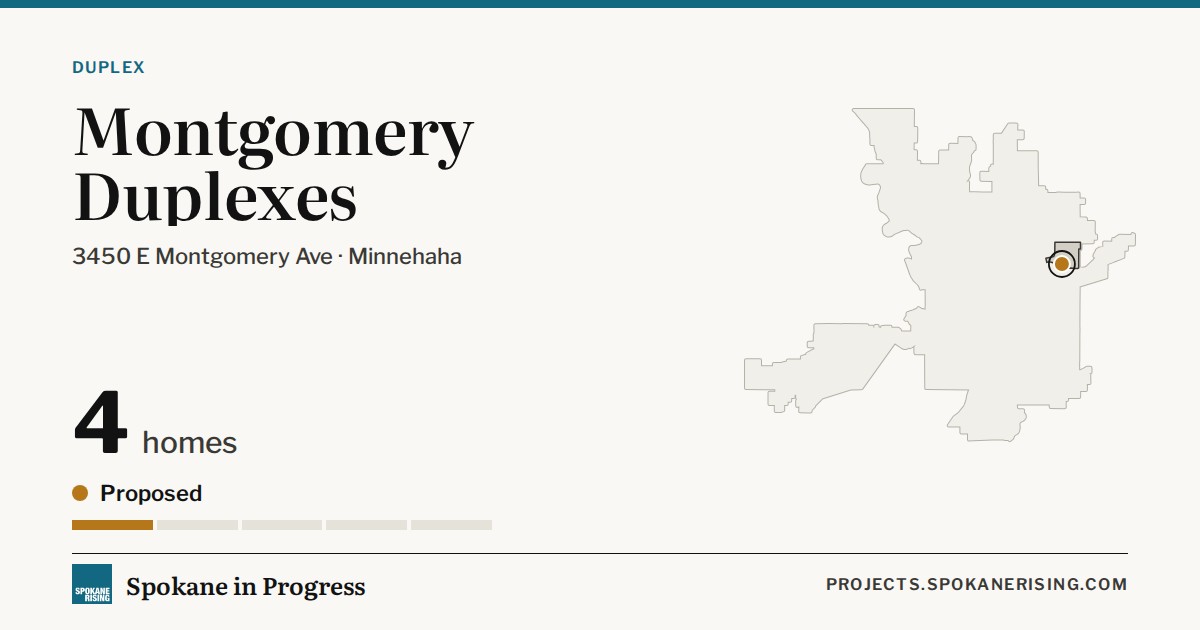 DUPLEX
Montgomery
Duplexes
3450 E Montgomery Ave · Minnehaha
4 homes
Proposed
SPOKANE
RISING
Spokane in Progress
PROJECTS.SPOKANERISING.COM